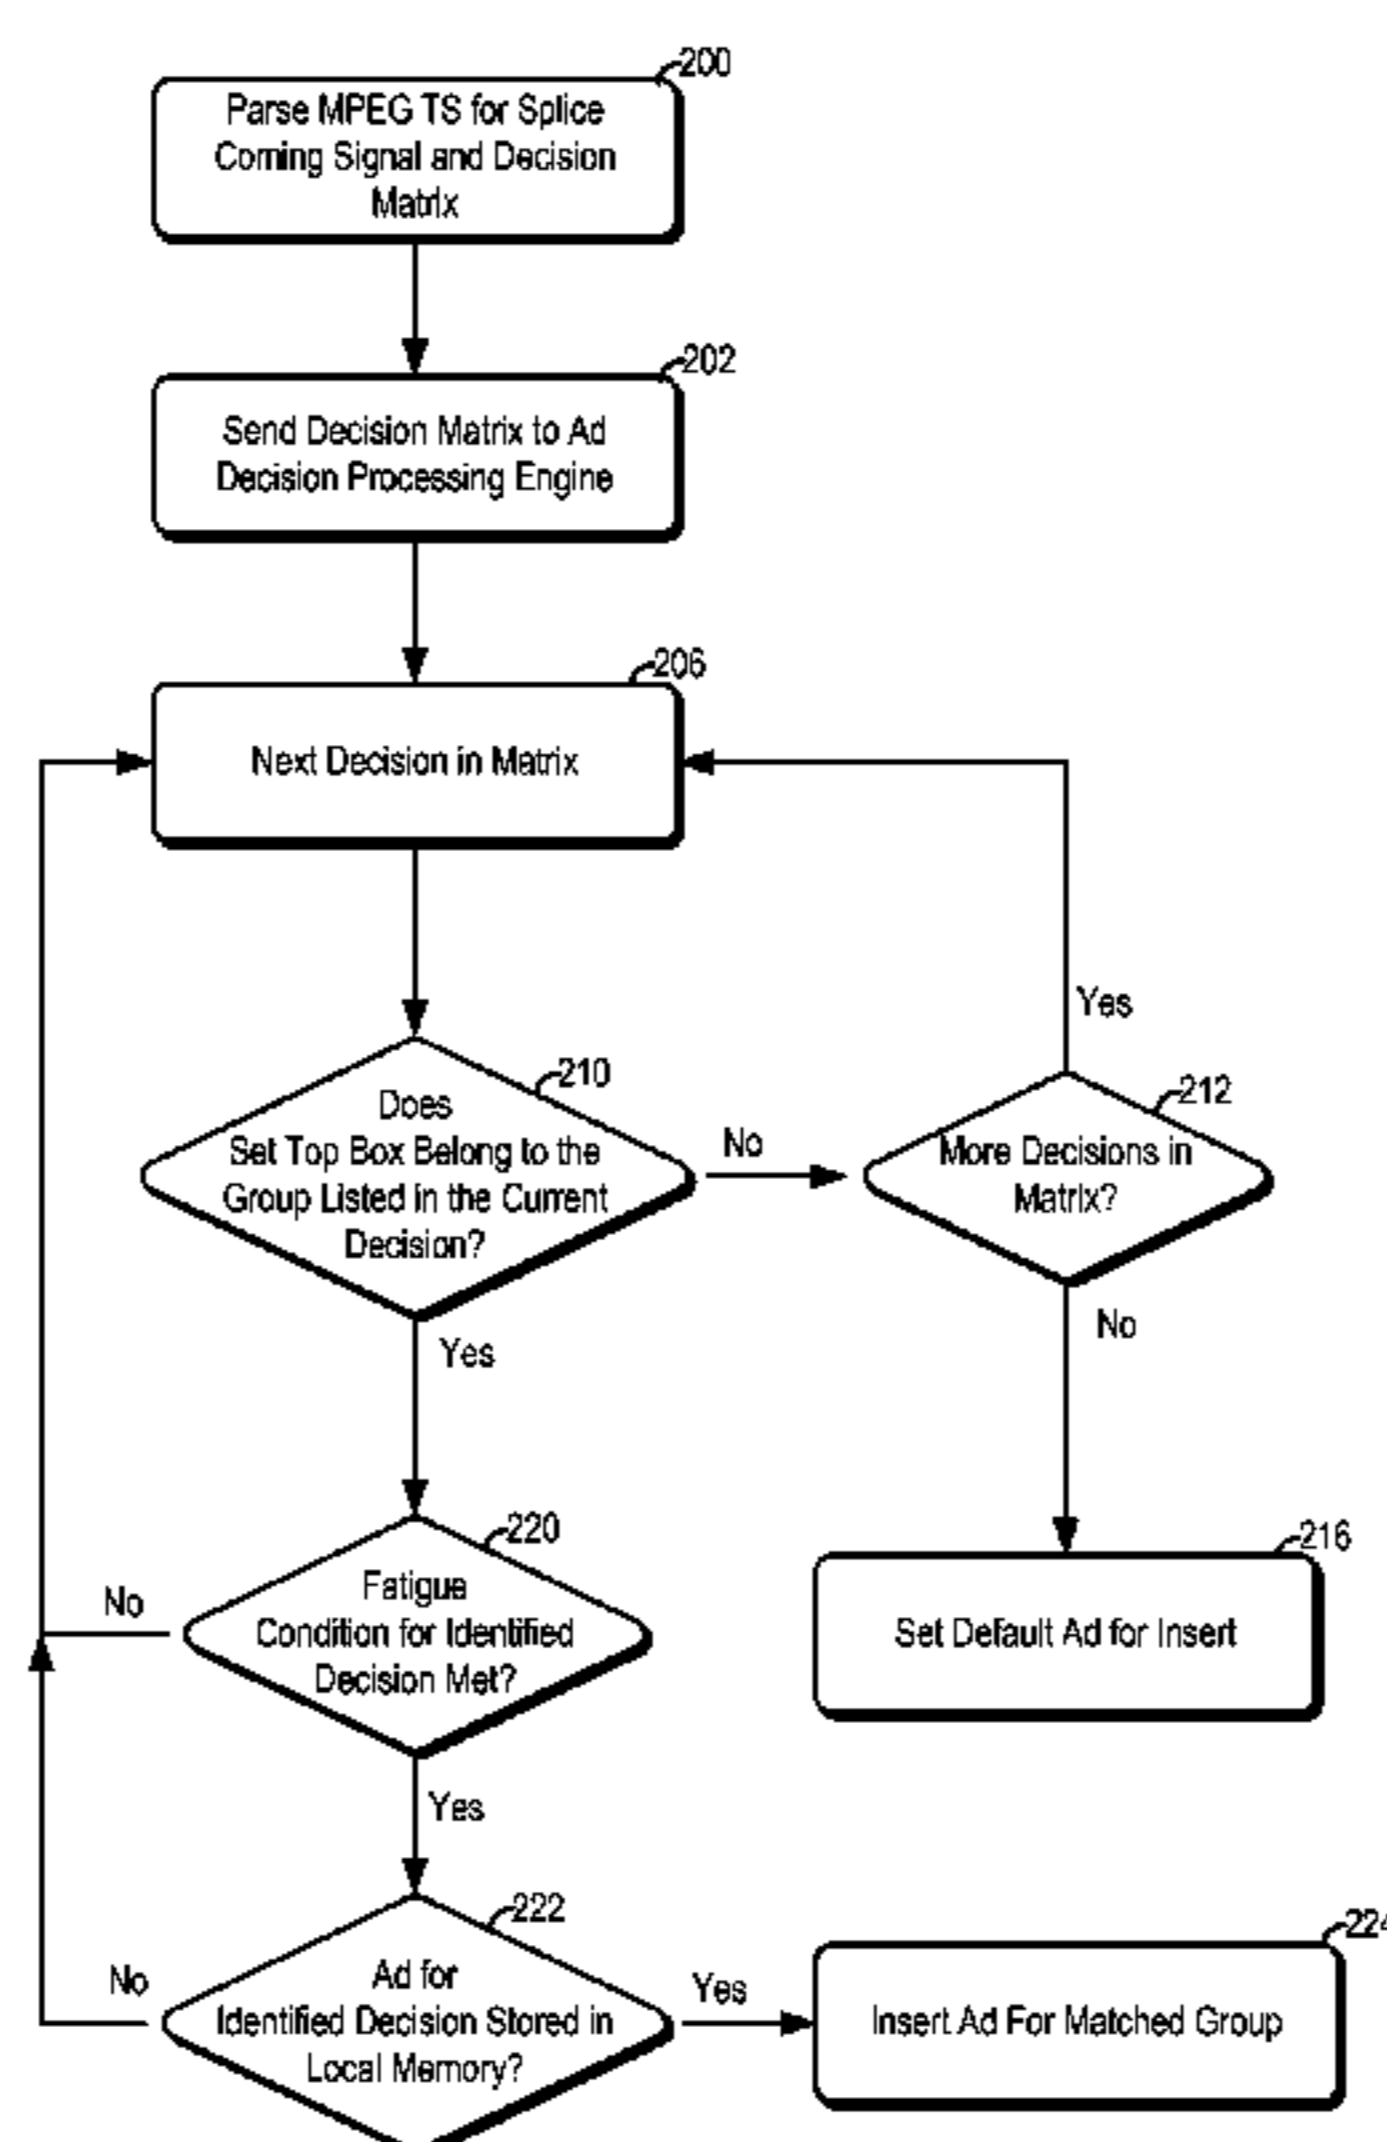 200
Parse MPEG TS for Splice
Coming Signal and Decision
Matrix
202
Send Decision Matrix to Ad
Decision Processing Engine
206
Next Decision in Matrix
Yes
210
Does
Set Top Box Belong to the
Group Listed in the Current
Decision?
No
212
More Decisions in
Matrix?
No
Yes
220
Fatigue
Condition for Identified
Decision Met?
No
216
Set Default Ad for Insert
Yes
222
Ad for
Identified Decision Stored in
Local Memory?
No
Yes
224
Insert Ad For Matched Group